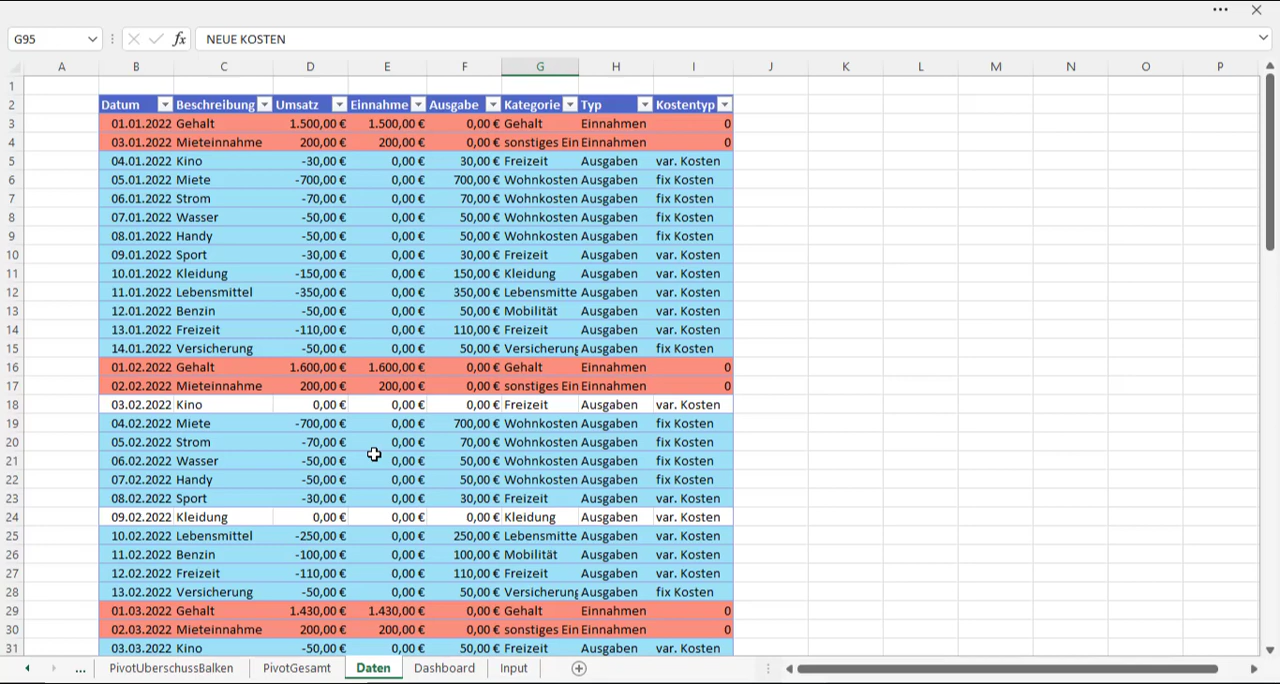 G95 fx NEUE KOSTEN
A B C D E F G H I J K L M N O P
1
2 Datum Beschreibung Umsatz Einnahme Ausgabe Kategorie Typ Kostentyp
3 01.01.2022 Gehalt 1.500,00 € 1.500,00 € 0,00 € Gehalt Einnahmen 0
4 03.01.2022 Mieteinnahme 200,00 € 200,00 € 0,00 € sonstiges Ein Einnahmen 0
5 04.01.2022 Kino -30,00 € 0,00 € 30,00 € Freizeit Ausgaben var. Kosten
6 05.01.2022 Miete -700,00 € 0,00 € 700,00 € Wohnkosten Ausgaben fix Kosten
7 06.01.2022 Strom -70,00 € 0,00 € 70,00 € Wohnkosten Ausgaben fix Kosten
8 07.01.2022 Wasser -50,00 € 0,00 € 50,00 € Wohnkosten Ausgaben fix Kosten
9 08.01.2022 Handy -50,00 € 0,00 € 50,00 € Wohnkosten Ausgaben fix Kosten
10 09.01.2022 Sport -30,00 € 0,00 € 30,00 € Freizeit Ausgaben var. Kosten
11 10.01.2022 Kleidung -150,00 € 0,00 € 150,00 € Kleidung Ausgaben var. Kosten
12 11.01.2022 Lebensmittel -350,00 € 0,00 € 350,00 € Lebensmitte Ausgaben var. Kosten
13 12.01.2022 Benzin -50,00 € 0,00 € 50,00 € Mobilität Ausgaben var. Kosten
14 13.01.2022 Freizeit -110,00 € 0,00 € 110,00 € Freizeit Ausgaben var. Kosten
15 14.01.2022 Versicherung -50,00 € 0,00 € 50,00 € Versicherung Ausgaben fix Kosten
16 01.02.2022 Gehalt 1.600,00 € 1.600,00 € 0,00 € Gehalt Einnahmen 0
17 02.02.2022 Mieteinnahme 200,00 € 200,00 € 0,00 € sonstiges Ein Einnahmen 0
18 03.02.2022 Kino 0,00 € 0,00 € 0,00 € Freizeit Ausgaben var. Kosten
19 04.02.2022 Miete -700,00 € 0,00 € 700,00 € Wohnkosten Ausgaben fix Kosten
20 05.02.2022 Strom -70,00 € 0,00 € 70,00 € Wohnkosten Ausgaben fix Kosten
21 06.02.2022 Wasser -50,00 € 0,00 € 50,00 € Wohnkosten Ausgaben fix Kosten
22 07.02.2022 Handy -50,00 € 0,00 € 50,00 € Wohnkosten Ausgaben fix Kosten
23 08.02.2022 Sport -30,00 € 0,00 € 30,00 € Freizeit Ausgaben var. Kosten
24 09.02.2022 Kleidung 0,00 € 0,00 € 0,00 € Kleidung Ausgaben var. Kosten
25 10.02.2022 Lebensmittel -250,00 € 0,00 € 250,00 € Lebensmitte Ausgaben var. Kosten
26 11.02.2022 Benzin -100,00 € 0,00 € 100,00 € Mobilität Ausgaben var. Kosten
27 12.02.2022 Freizeit -110,00 € 0,00 € 110,00 € Freizeit Ausgaben var. Kosten
28 13.02.2022 Versicherung -50,00 € 0,00 € 50,00 € Versicherung Ausgaben fix Kosten
29 01.03.2022 Gehalt 1.430,00 € 1.430,00 € 0,00 € Gehalt Einnahmen 0
30 02.03.2022 Mieteinnahme 200,00 € 200,00 € 0,00 € sonstiges Ein Einnahmen 0
31 03.03.2022 Kino -50,00 € 0,00 € 50,00 € Freizeit Ausgaben var. Kosten
... PivotÜberschussBalken PivotGesamt Daten Dashboard Input